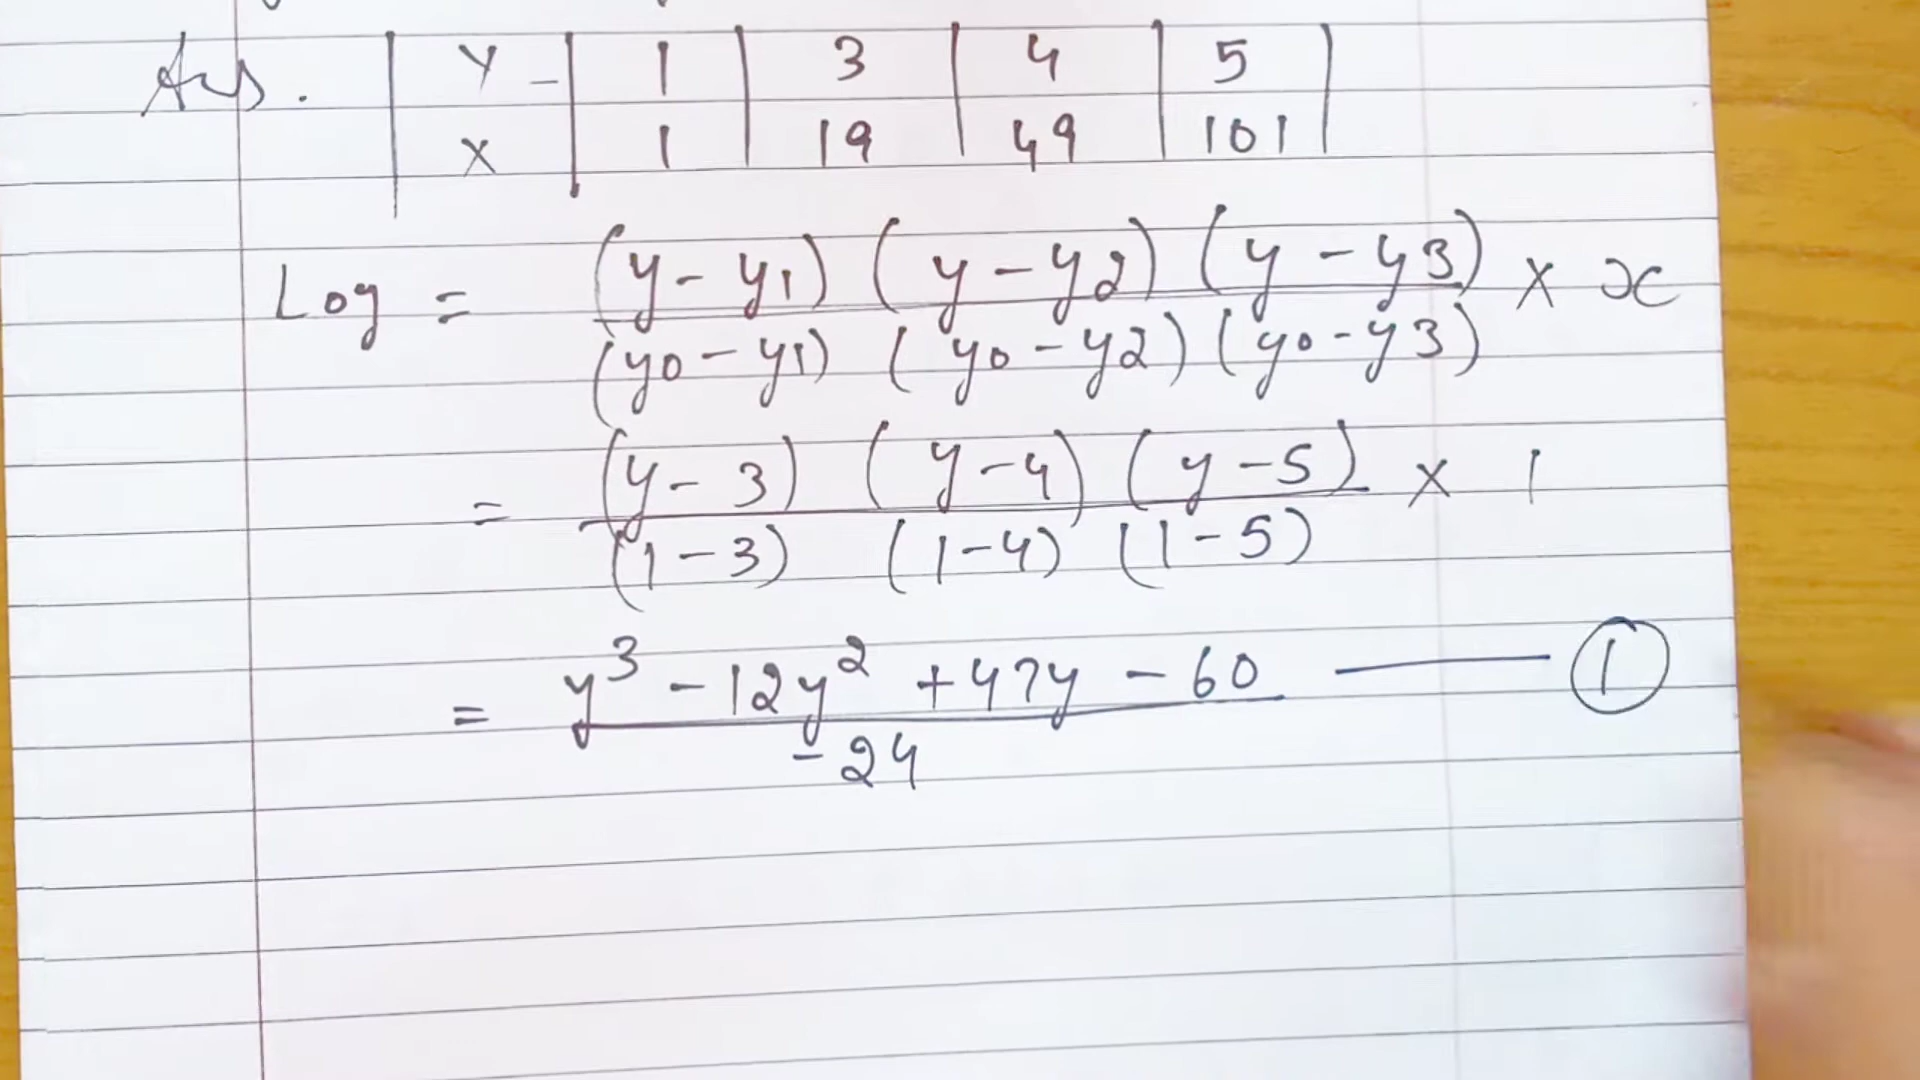 Ans. | Y - | 1 | 3 | 4 | 5 |
| X | 1 | 19 | 49 | 101 |
Log = (y - y1) (y - y2) (y - y3) × x
(y0 - y1) (y0 - y2) (y0 - y3)
= (y - 3) (y - 4) (y - 5) × 1
(1 - 3) (1 - 4) (1 - 5)
= y³ - 12y² + 47y - 60 —— ①
-24